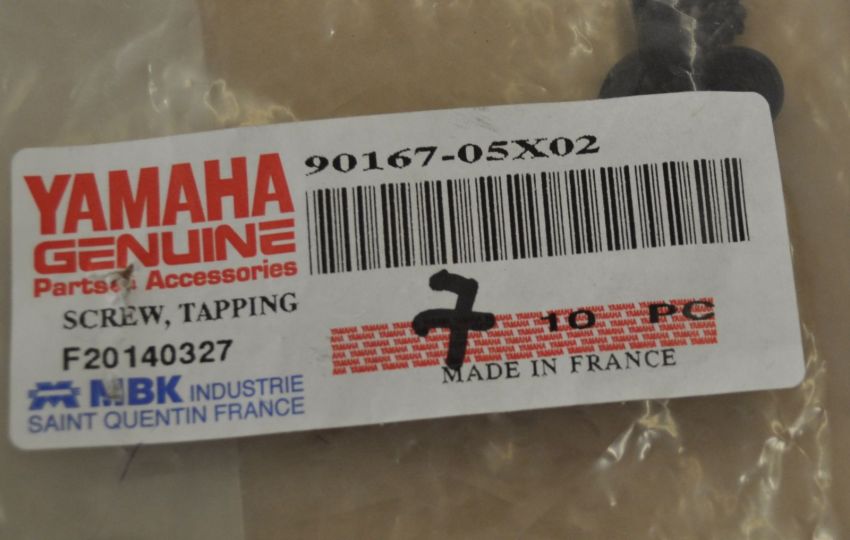 90167-05X02
YAMAHA
GENUINE
Parts & Accessories
SCREW, TAPPING
F20140327
7
10 PC
MADE IN FRANCE
MBK INDUSTRIE
SAINT QUENTIN FRANCE